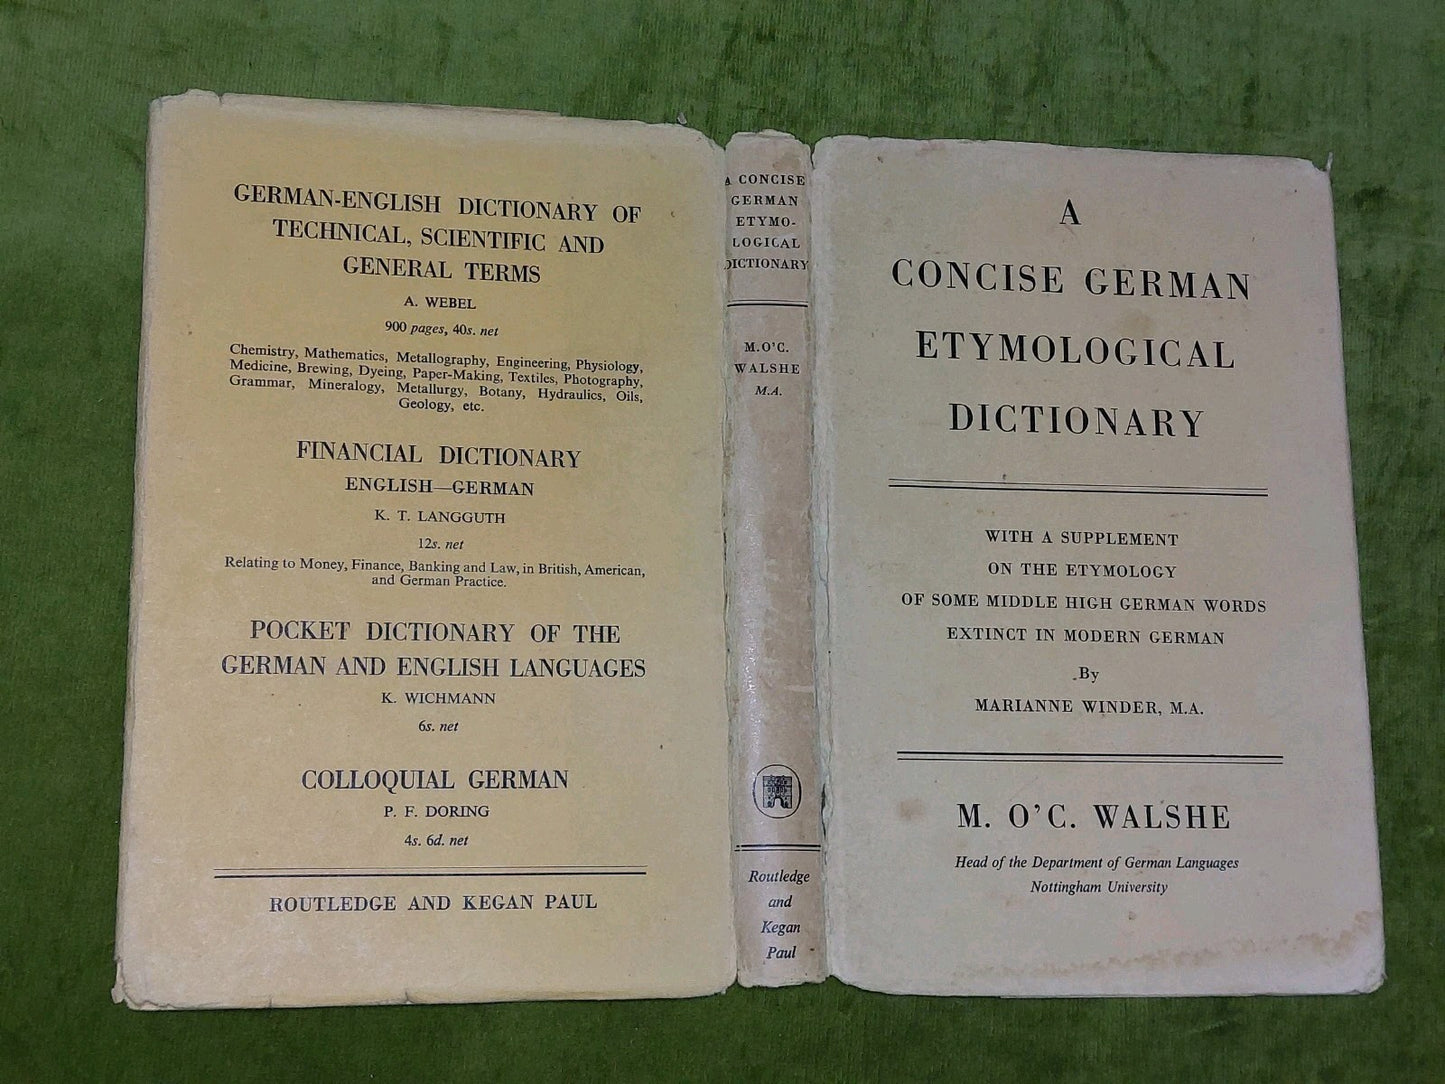 GERMAN-ENGLISH DICTIONARY OF
TECHNICAL, SCIENTIFIC AND
GENERAL TERMS
A. WEBEL
900 pages, 40s. net
Chemistry, Mathematics, Metallography, Engineering, Physiology,
Medicine, Brewing, Dyeing, Paper-Making, Textiles, Photography,
Grammar, Mineralogy, Metallurgy, Botany, Hydraulics, Oils,
Geology, etc.
FINANCIAL DICTIONARY
ENGLISH—GERMAN
K. T. LANGGUTH
12s. net
Relating to Money, Finance, Banking and Law, in British, American,
and German Practice.
POCKET DICTIONARY OF THE
GERMAN AND ENGLISH LANGUAGES
K. WICHMANN
6s. net
COLLOQUIAL GERMAN
P. F. DORING
4s. 6d. net
ROUTLEDGE AND KEGAN PAUL
A CONCISE
GERMAN
ETYMO-
LOGICAL
DICTIONARY
M.O'C.
WALSHE
M.A.
Routledge
and
Kegan
Paul
A
CONCISE GERMAN
ETYMOLOGICAL
DICTIONARY
WITH A SUPPLEMENT
ON THE ETYMOLOGY
OF SOME MIDDLE HIGH GERMAN WORDS
EXTINCT IN MODERN GERMAN
By
MARIANNE WINDER, M.A.
M. O'C. WALSHE
Head of the Department of German Languages
Nottingham University